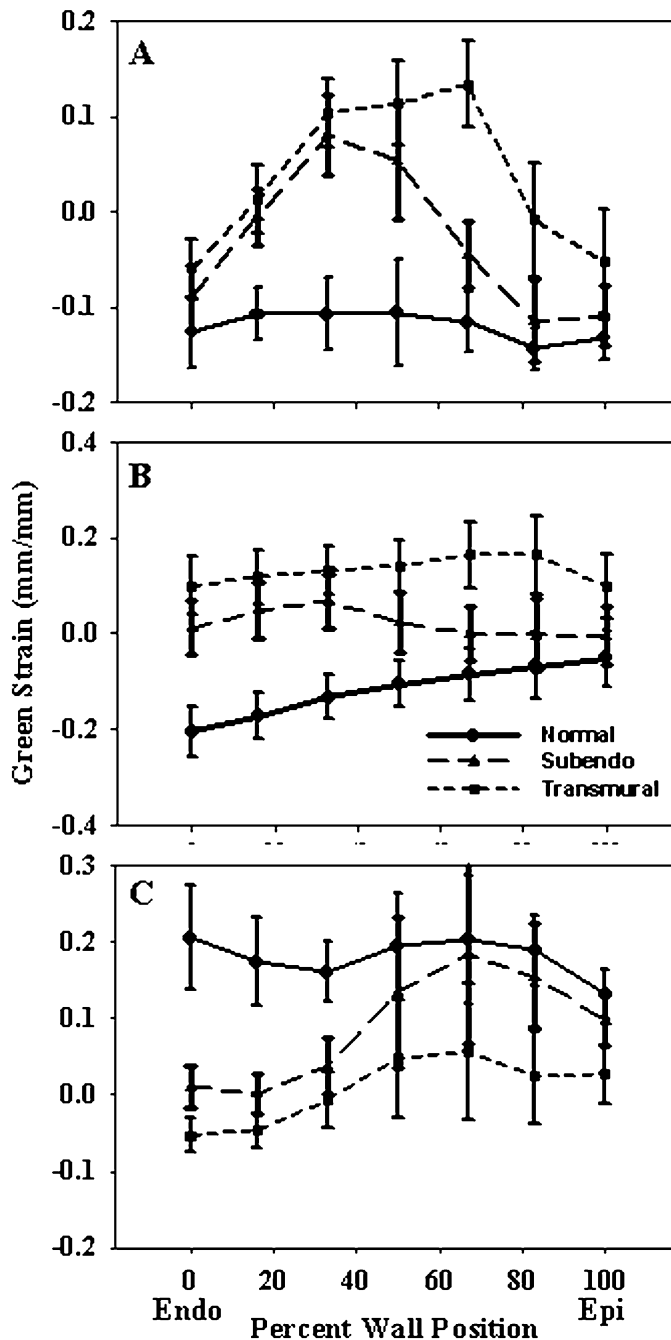 A
0.2
0.1
0.0
-0.1
-0.2
B
0.4
0.2
0.0
-0.2
-0.4
Normal
Subendo
Transmural
Green Strain (mm/mm)
C
0.3
0.2
0.1
0.0
-0.1
-0.2
0 20 40 60 80 100
Endo Epi
Percent Wall Position